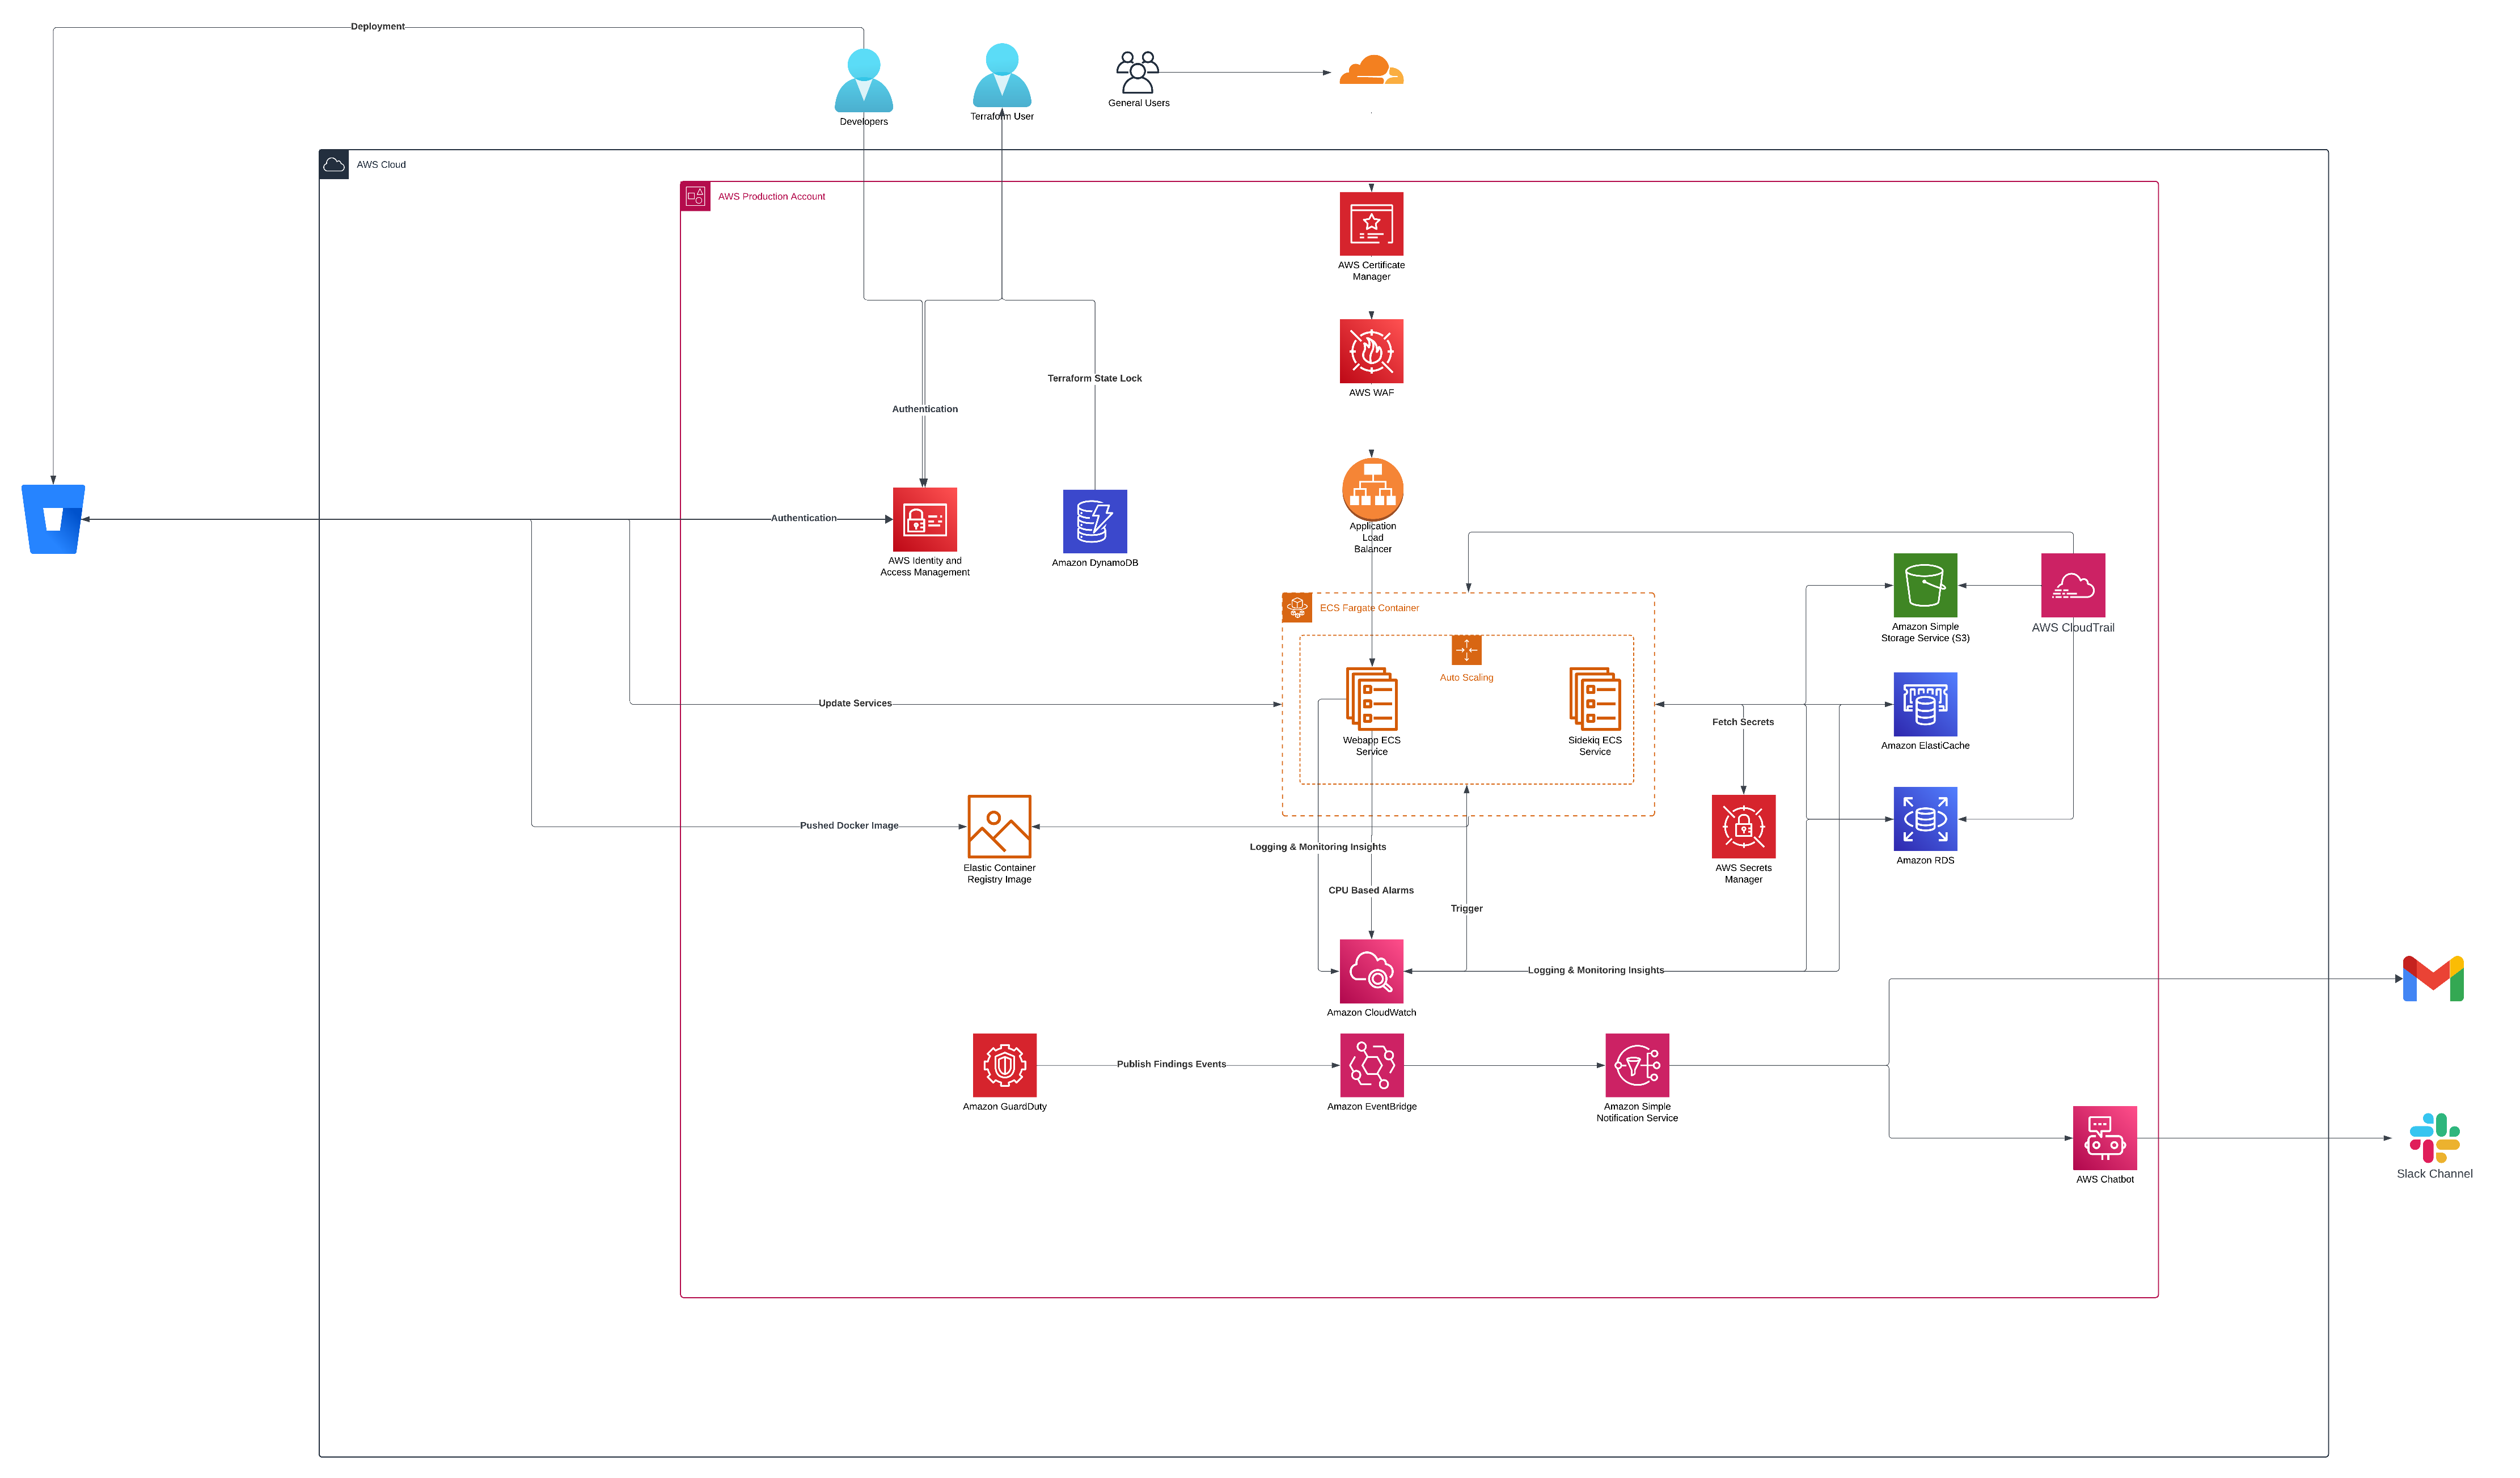 Deployment
Developers
Terraform User
General Users
AWS Cloud
AWS Production Account
AWS Certificate
Manager
AWS WAF
Terraform State Lock
Authentication
Application
Load
Balancer
Authentication
AWS Identity and
Access Management
Amazon DynamoDB
ECS Fargate Container
Auto Scaling
Webapp ECS
Service
Sidekiq ECS
Service
Amazon Simple
Storage Service (S3)
AWS CloudTrail
Update Services
Fetch Secrets
Amazon ElastiCache
Pushed Docker Image
Elastic Container
Registry Image
Logging & Monitoring Insights
CPU Based Alarms
Trigger
AWS Secrets
Manager
Amazon RDS
Logging & Monitoring Insights
Amazon CloudWatch
Publish Findings Events
Amazon GuardDuty
Amazon EventBridge
Amazon Simple
Notification Service
AWS Chatbot
Slack Channel